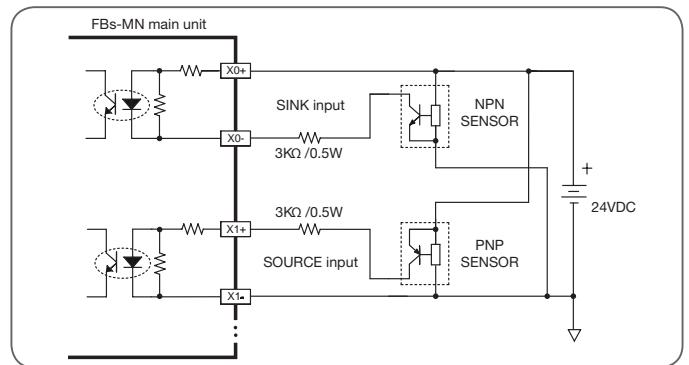 FBs-MN main unit
X0+
SINK input
NPN
SENSOR
X0-
3KΩ /0.5W
+
24VDC
3KΩ /0.5W
X1+
SOURCE input
PNP
SENSOR
X1-